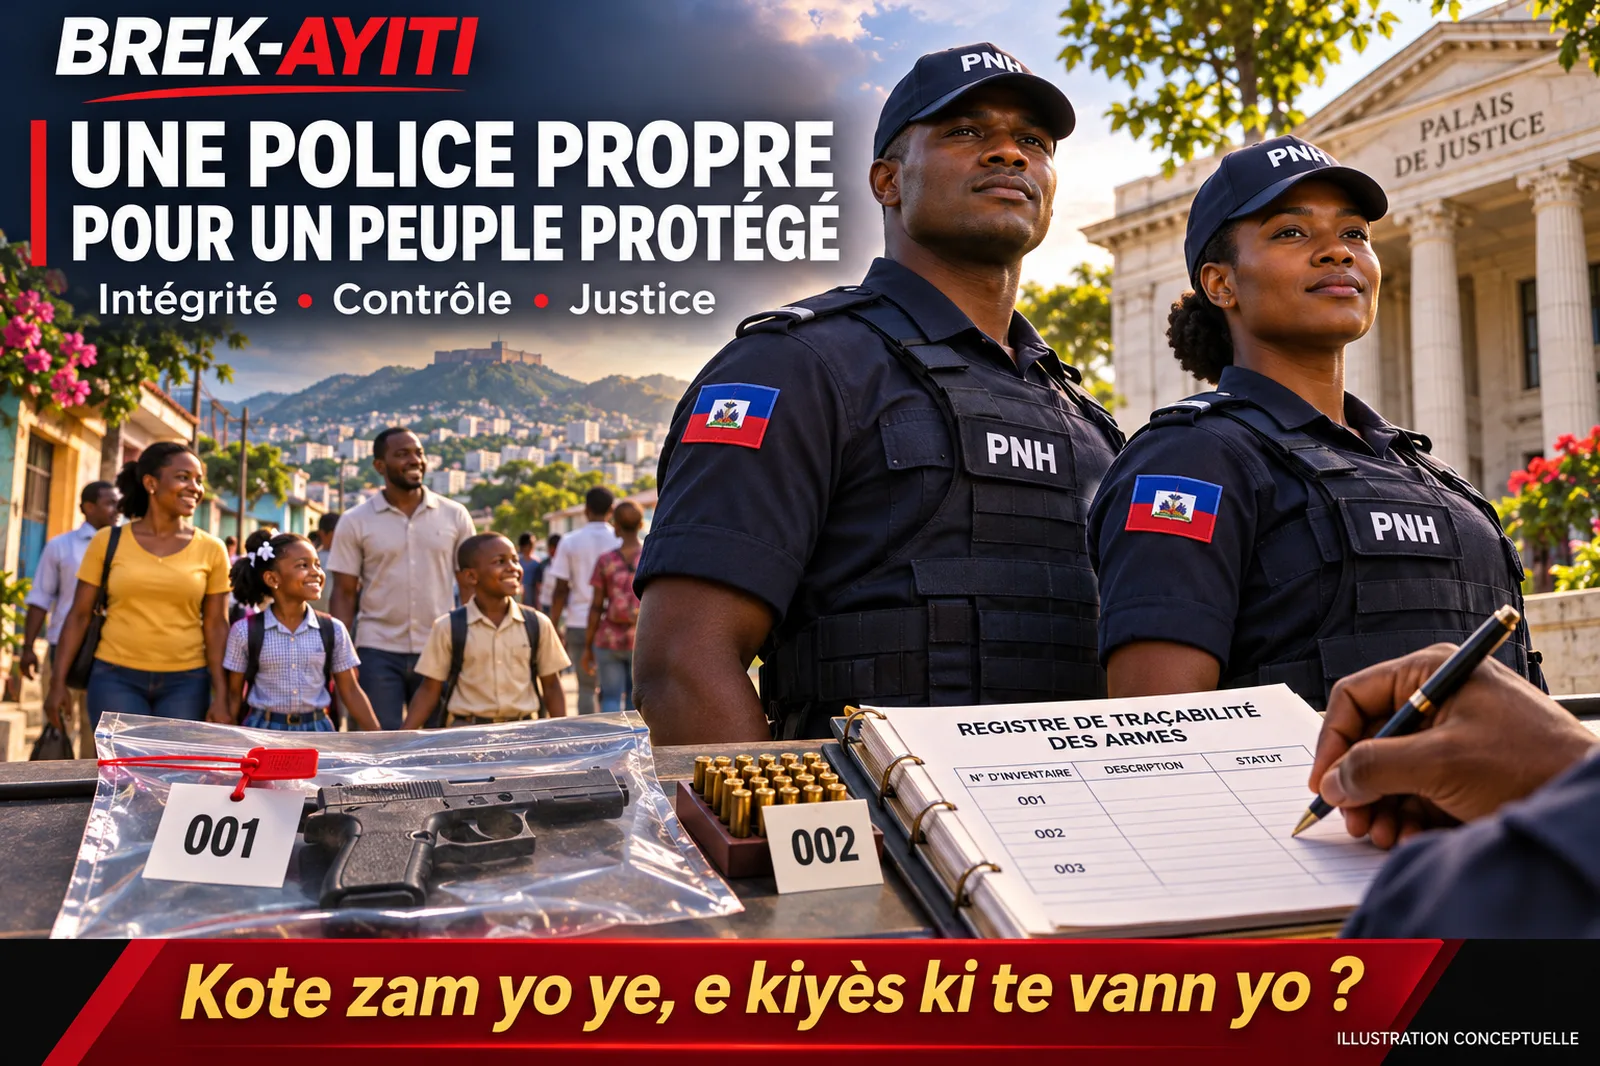 BREK-AYITI
UNE POLICE PROPRE
POUR UN PEUPLE PROTÉGÉ
Intégrité • Contrôle • Justice
PNH
PNH
PALAIS
DE JUSTICE
PNH
PNH
REGISTRE DE TRAÇABILITÉ
DES ARMES
N° D'INVENTAIRE DESCRIPTION STATUT
001
002
003
001
002
Kote zam yo ye, e kiyès ki te vann yo ?
ILLUSTRATION CONCEPTUELLE